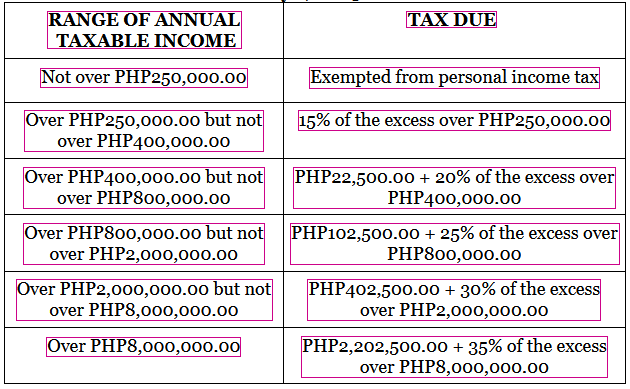 RANGE OF ANNUAL
TAXABLE INCOME
TAX DUE
Not over PHP250,000.00
Exempted from personal income tax
Over PHP250,000.00 but not
over PHP400,000.00
15% of the excess over PHP250,000.00
Over PHP400,000.00 but not
over PHP800,000.00
PHP22,500.00 + 20% of the excess over
PHP400,000.00
Over PHP800,000.00 but not
over PHP2,000,000.00
PHP102,500.00 + 25% of the excess over
PHP800,000.00
Over PHP2,000,000.00 but not
over PHP8,000,000.00
PHP402,500.00 + 30% of the excess
over PHP2,000,000.00
Over PHP8,000,000.00
PHP2,202,500.00 + 35% of the excess
over PHP8,000,000.00